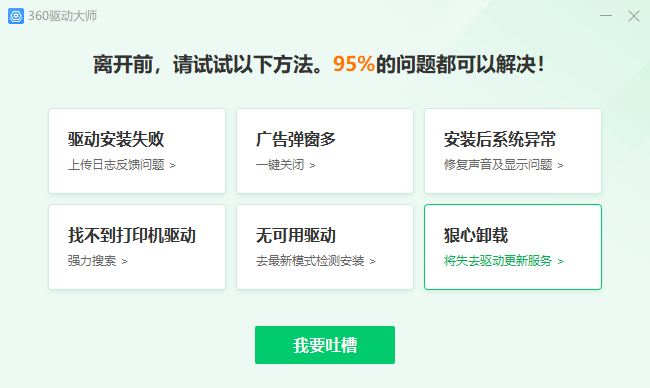 360驱动大师
离开前，请试试以下方法。95%的问题都可以解决！
驱动安装失败
上传日志反馈问题 >
广告弹窗多
一键关闭 >
安装后系统异常
修复声音及显示问题 >
找不到打印机驱动
强力搜索 >
无可用驱动
去最新模式检测安装 >
狠心卸载
将失去驱动更新服务 >
我要吐槽